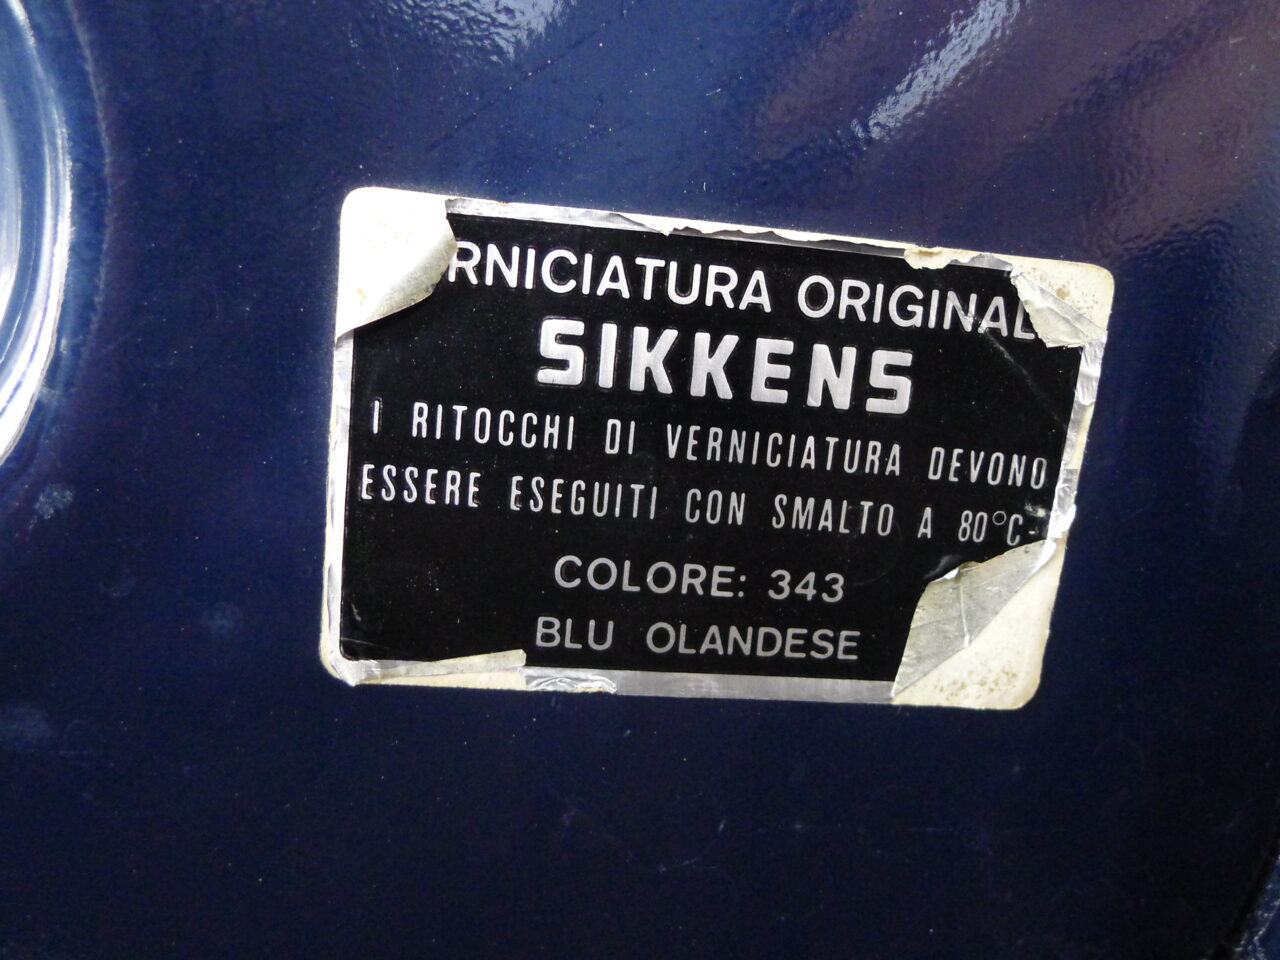 RNICIATURA ORIGINAL
SIKKENS
I RITOCCHI DI VERNICIATURA DEVONO
ESSERE ESEGUITI CON SMALTO A 80°C-
COLORE: 343
BLU OLANDESE